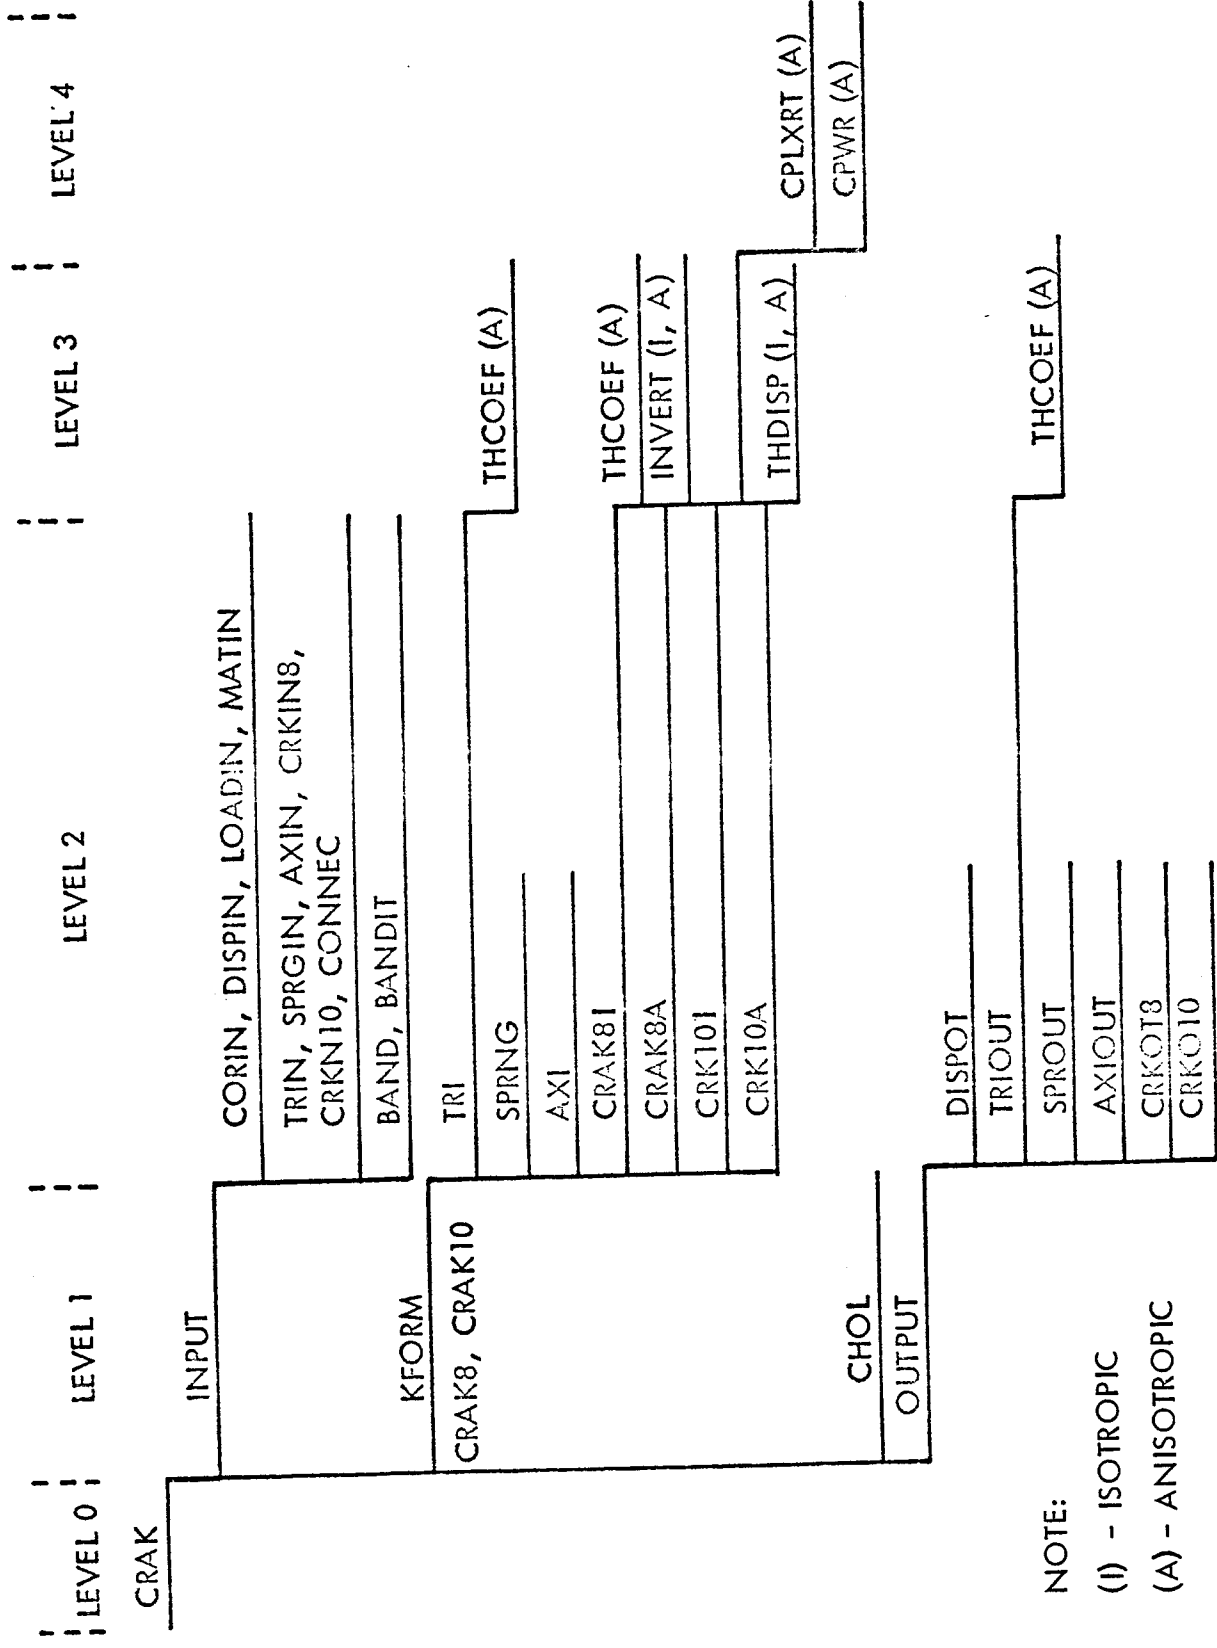 LEVEL 0
LEVEL 1
LEVEL 2
LEVEL 3
LEVEL 4
CRAK
INPUT
CORIN, DISPIN, LOADIN, MATIN
TRIN, SPRGIN, AXIN, CRKIN8,
CRKN10, CONNEC
BAND, BANDIT
KFORM
CRAK8, CRAK10
TRI
THCOEF (A)
SPRNG
AXI
CRAK8I
THCOEF (A)
CRAK8A
INVERT (I, A)
CRK10I
CRK10A
THDISP (I, A)
CPLXRT (A)
CPWR (A)
CHOL
OUTPUT
DISPOT
TRIOUT
THCOEF (A)
SPROUT
AXIOUT
CRKOT8
CRKO10
NOTE:
(I) - ISOTROPIC
(A) - ANISOTROPIC